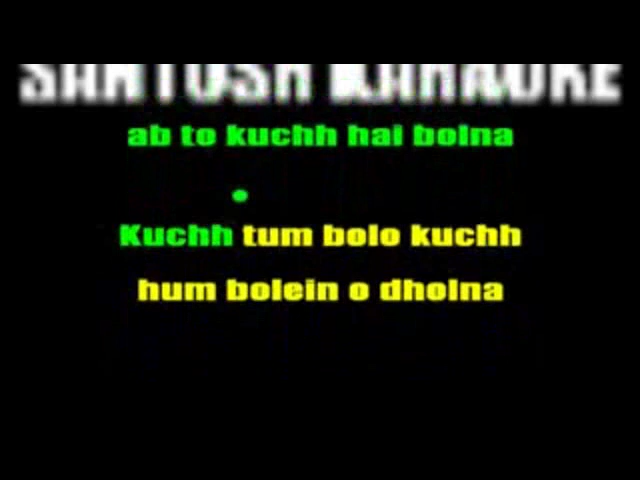 SANTOSH KARAOKE
ab to kuchh hai bolna
Kuchh tum bolo kuchh
hum bolein o dholna